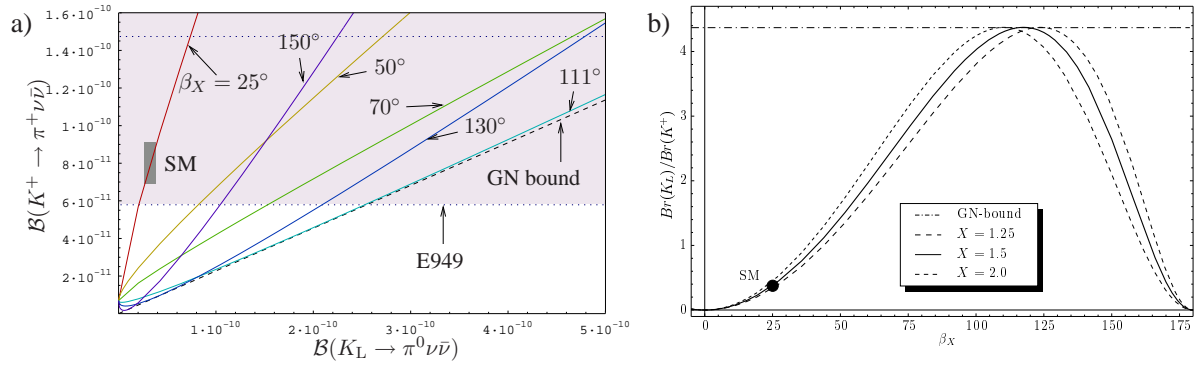 a)
1.6·10⁻¹⁰
1.4·10⁻¹⁰
1·10⁻¹⁰
1·10⁻¹⁰
8·10⁻¹¹
6·10⁻¹¹
4·10⁻¹¹
2·10⁻¹¹
B(K⁺ → π⁺νν̄)
β_X = 25°
150°
50°
70°
130°
111°
SM
GN bound
E949
1·10⁻¹⁰
2·10⁻¹⁰
3·10⁻¹⁰
4·10⁻¹⁰
5·10⁻¹⁰
B(K_L → π⁰νν̄)
b)
4
3
2
1
0
Br(K_L)/Br(K⁺)
SM
GN-bound
X = 1.25
X = 1.5
X = 2.0
0
25
50
75
100
125
150
175
β_X